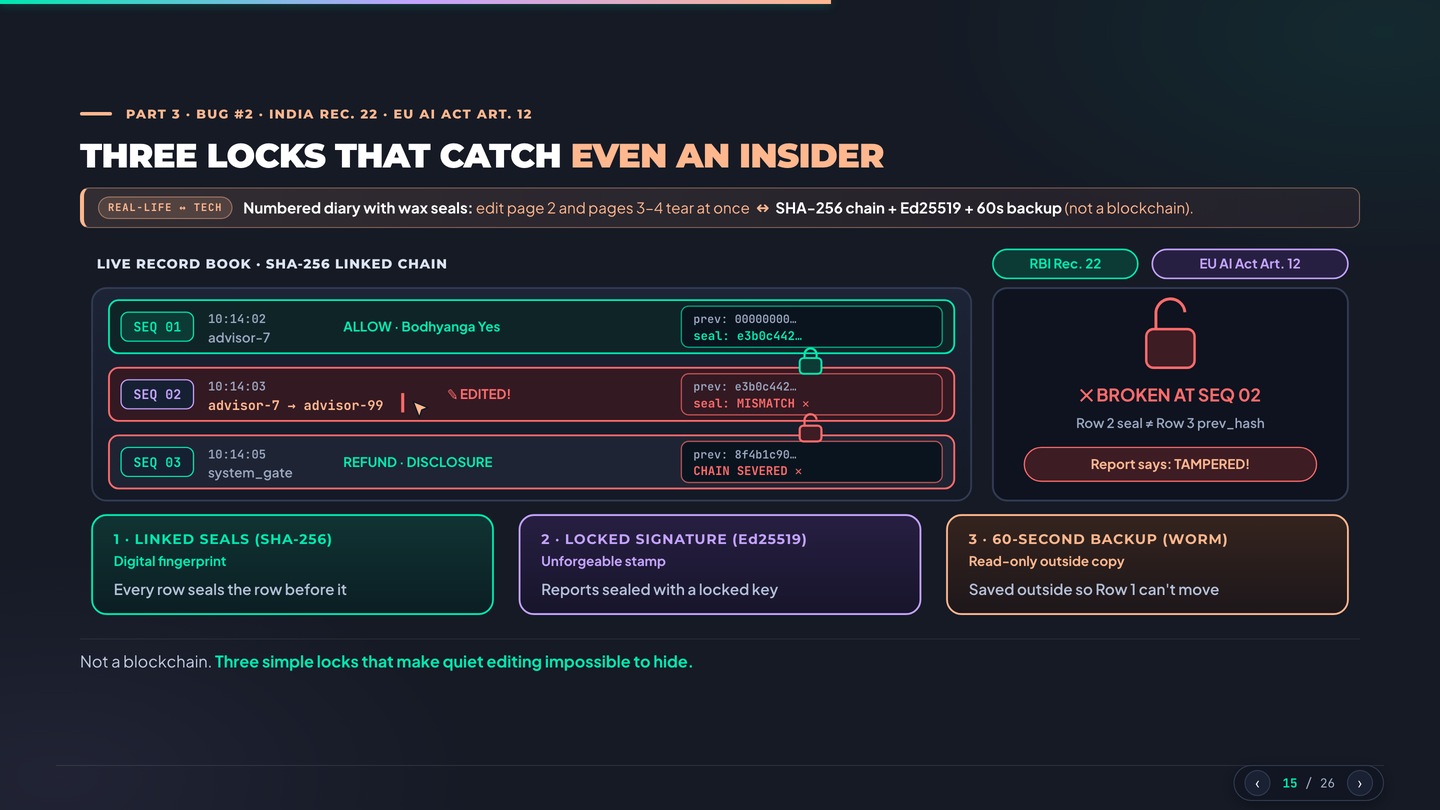 PART 3 · BUG #2 · INDIA REC. 22 · EU AI ACT ART. 12
THREE LOCKS THAT CATCH EVEN AN INSIDER
REAL-LIFE ↔ TECH Numbered diary with wax seals: edit page 2 and pages 3–4 tear at once ↔ SHA-256 chain + Ed25519 + 60s backup (not a blockchain).
LIVE RECORD BOOK · SHA-256 LINKED CHAIN
RBI Rec. 22
EU AI Act Art. 12
SEQ 01
10:14:02
advisor-7
ALLOW · Bodhyanga Yes
prev: 00000000…
seal: e3b0c442…
SEQ 02
10:14:03
advisor-7 → advisor-99
✎ EDITED!
prev: e3b0c442…
seal: MISMATCH ×
SEQ 03
10:14:05
system_gate
REFUND · DISCLOSURE
prev: 8f4b1c90…
CHAIN SEVERED ×
✕ BROKEN AT SEQ 02
Row 2 seal ≠ Row 3 prev_hash
Report says: TAMPERED!
1 · LINKED SEALS (SHA-256)
Digital fingerprint
Every row seals the row before it
2 · LOCKED SIGNATURE (Ed25519)
Unforgeable stamp
Reports sealed with a locked key
3 · 60-SECOND BACKUP (WORM)
Read-only outside copy
Saved outside so Row 1 can't move
Not a blockchain. Three simple locks that make quiet editing impossible to hide.
‹ 15 / 26 ›